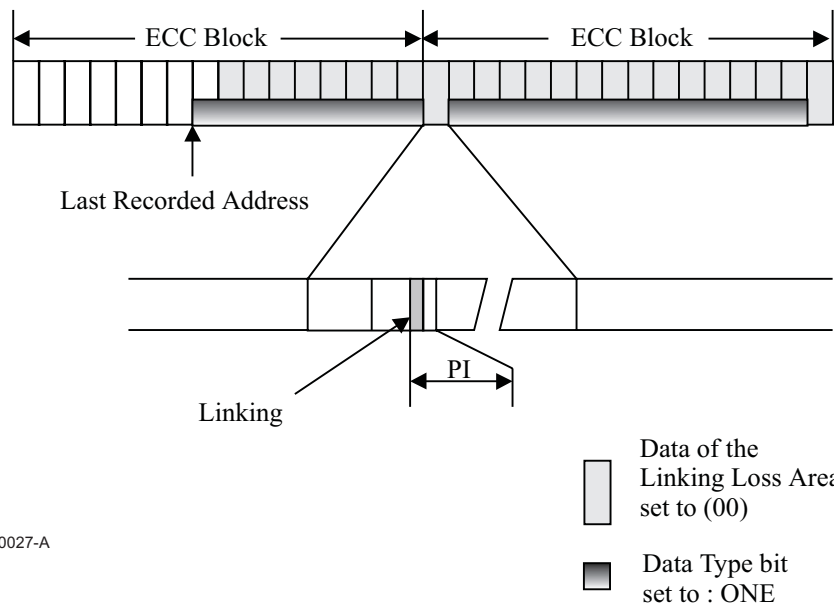 ECC Block
ECC Block
Last Recorded Address
PI
Linking
Data of the
Linking Loss Area
set to (00)
0027-A
Data Type bit
set to : ONE